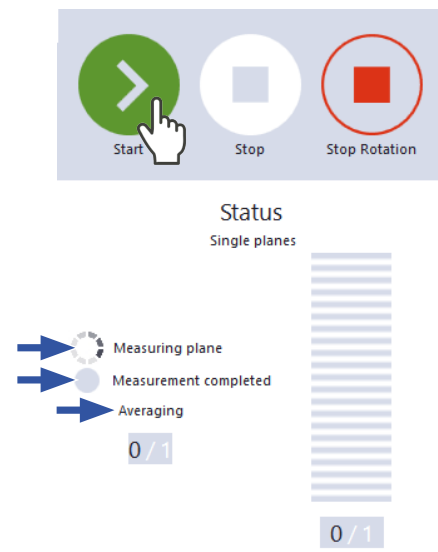 Start
Stop
Stop Rotation
Status
Single planes
Measuring plane
Measurement completed
Averaging
0 / 1
0 / 1